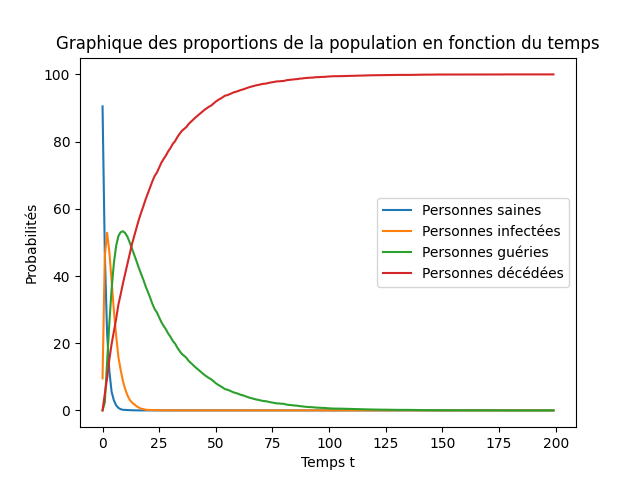 Graphique des proportions de la population en fonction du temps
Probabilités
100
80
60
40
20
0
Personnes saines
Personnes infectées
Personnes guéries
Personnes décédées
0 25 50 75 100 125 150 175 200
Temps t